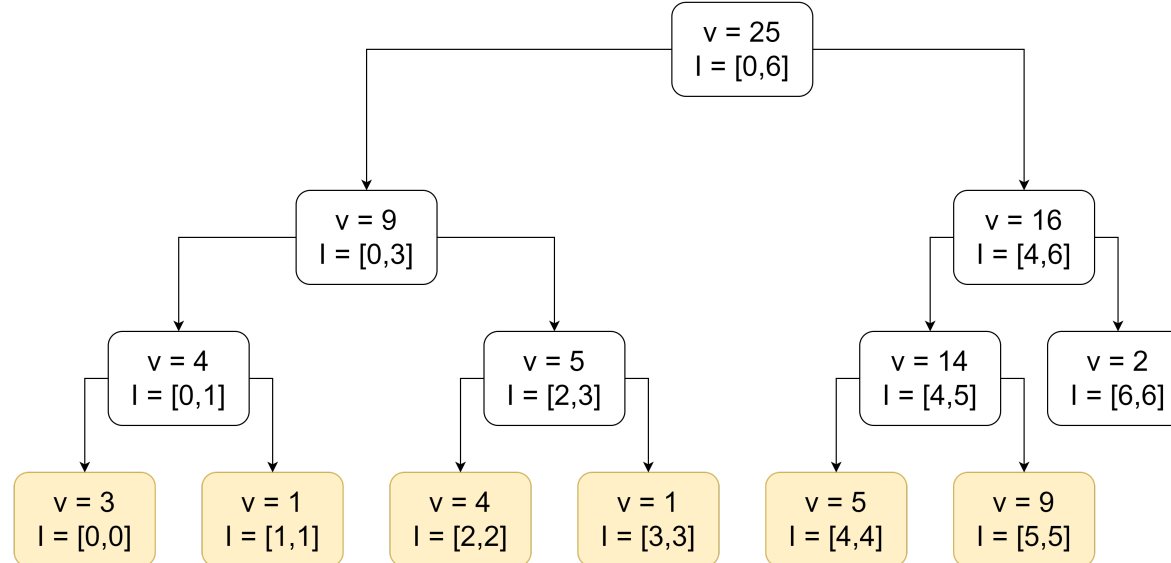 v = 25
I = [0,6]
v = 9
I = [0,3]
v = 16
I = [4,6]
v = 4
I = [0,1]
v = 5
I = [2,3]
v = 14
I = [4,5]
v = 2
I = [6,6]
v = 3
I = [0,0]
v = 1
I = [1,1]
v = 4
I = [2,2]
v = 1
I = [3,3]
v = 5
I = [4,4]
v = 9
I = [5,5]